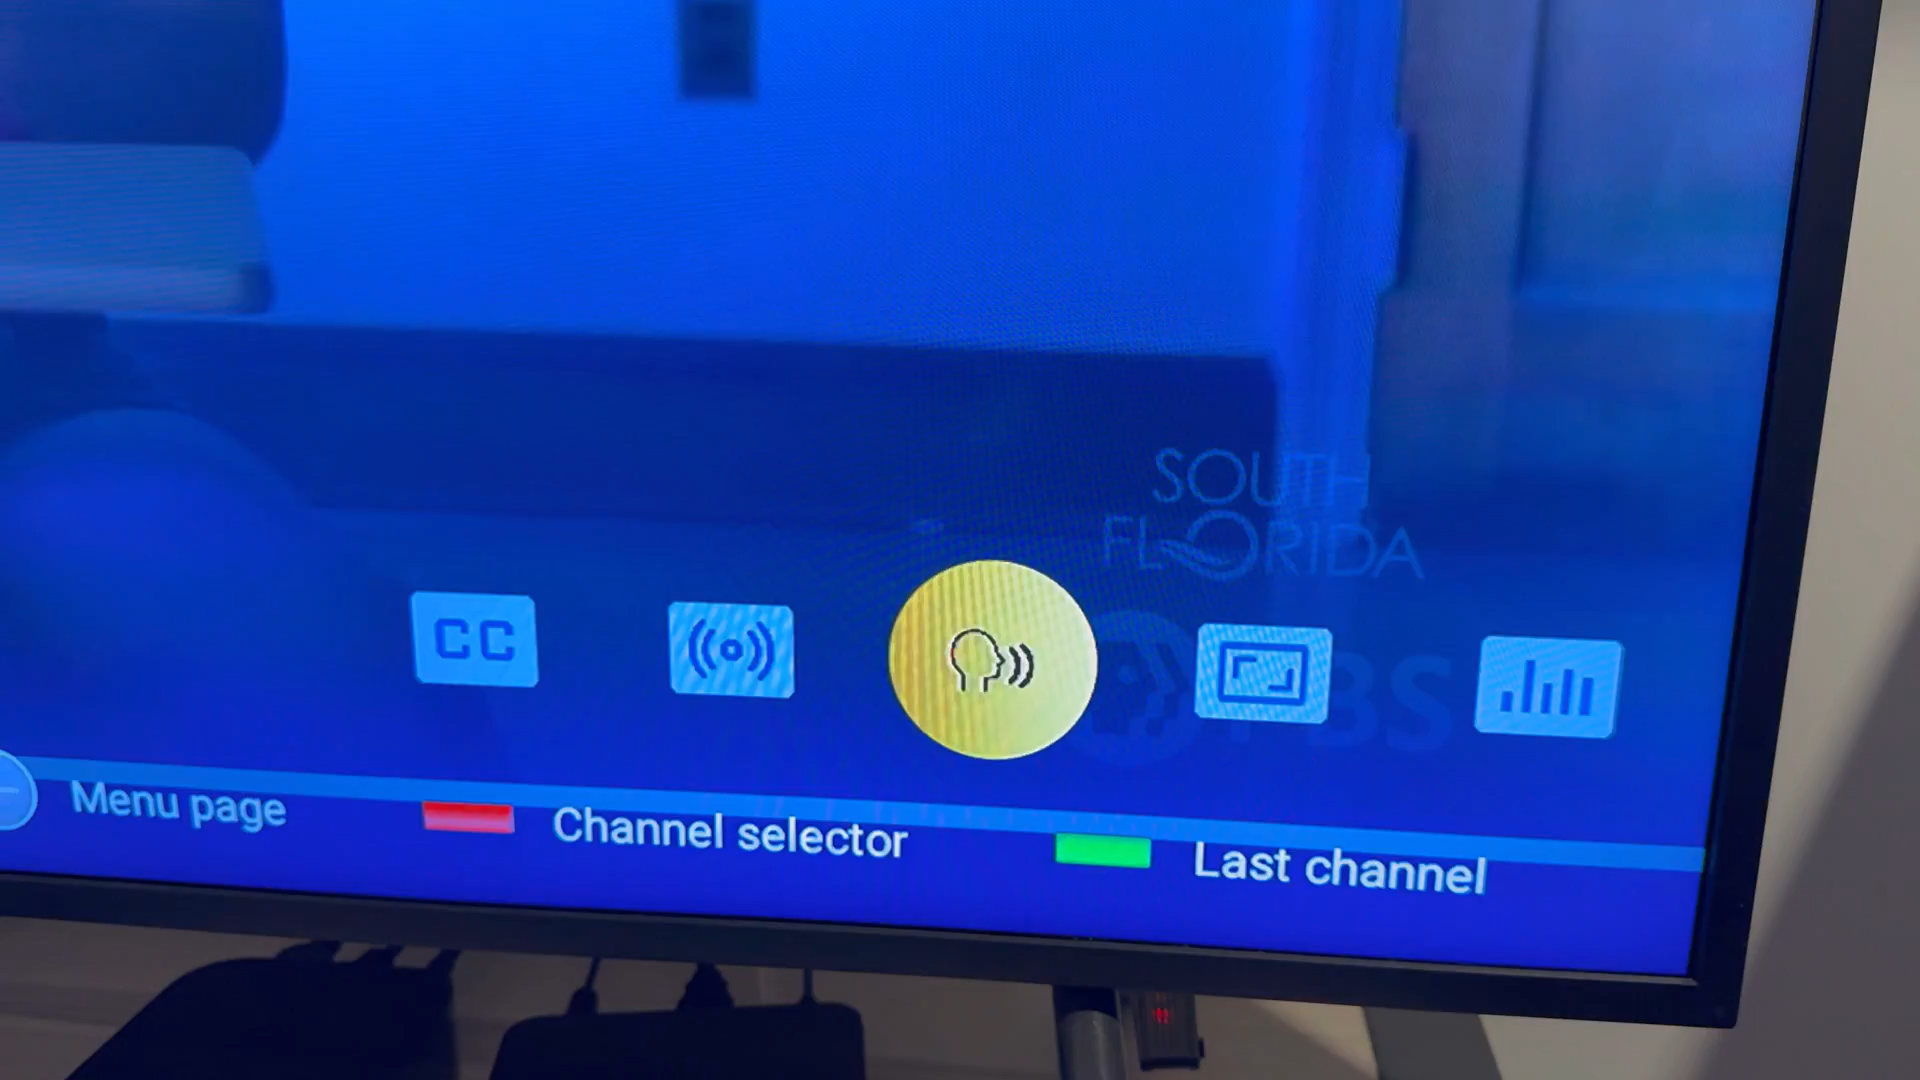 SOUTH
FLORIDA
PBS
CC
Menu page
Channel selector
Last channel